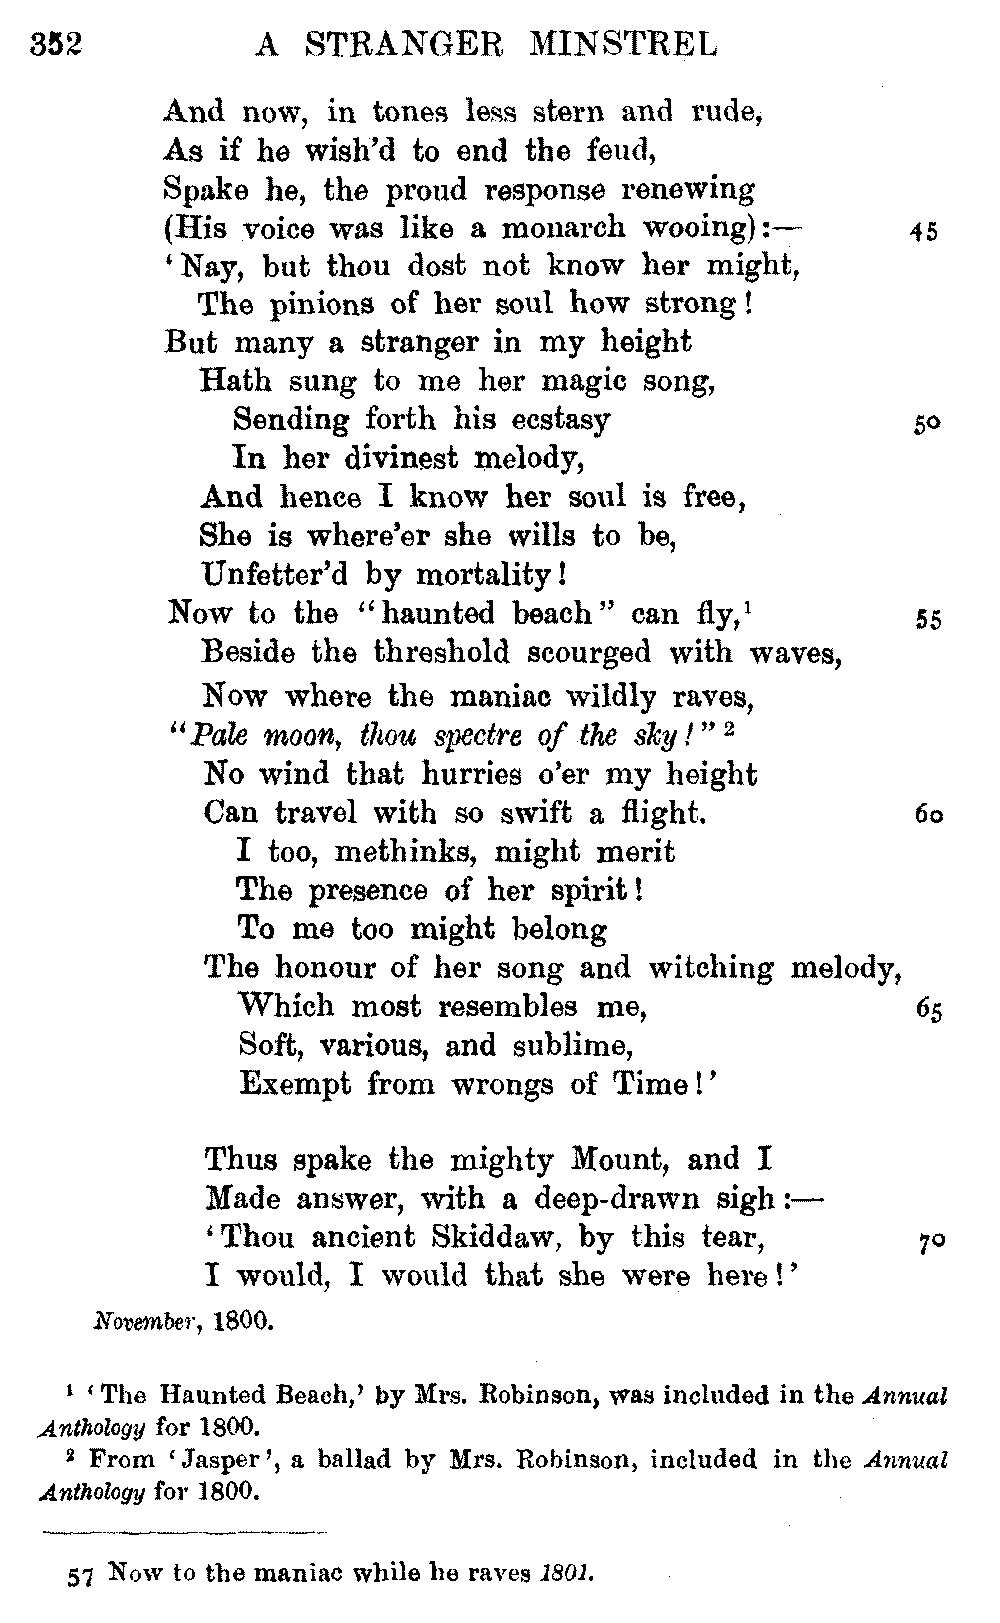 352 A STRANGER MINSTREL
And now, in tones less stern and rude,
As if he wish'd to end the feud,
Spake he, the proud response renewing
(His voice was like a monarch wooing):— 45
'Nay, but thou dost not know her might,
The pinions of her soul how strong!
But many a stranger in my height
Hath sung to me her magic song,
Sending forth his ecstasy 50
In her divinest melody,
And hence I know her soul is free,
She is where'er she wills to be,
Unfetter'd by mortality!
Now to the "haunted beach" can fly,¹ 55
Beside the threshold scourged with waves,
Now where the maniac wildly raves,
"Pale moon, thou spectre of the sky!" ²
No wind that hurries o'er my height
Can travel with so swift a flight. 60
I too, methinks, might merit
The presence of her spirit!
To me too might belong
The honour of her song and witching melody,
Which most resembles me, 65
Soft, various, and sublime,
Exempt from wrongs of Time!'
Thus spake the mighty Mount, and I
Made answer, with a deep-drawn sigh:—
'Thou ancient Skiddaw, by this tear, 70
I would, I would that she were here!'
November, 1800.
¹ 'The Haunted Beach,' by Mrs. Robinson, was included in the Annual
Anthology for 1800.
² From 'Jasper', a ballad by Mrs. Robinson, included in the Annual
Anthology for 1800.
57 Now to the maniac while he raves 1801.